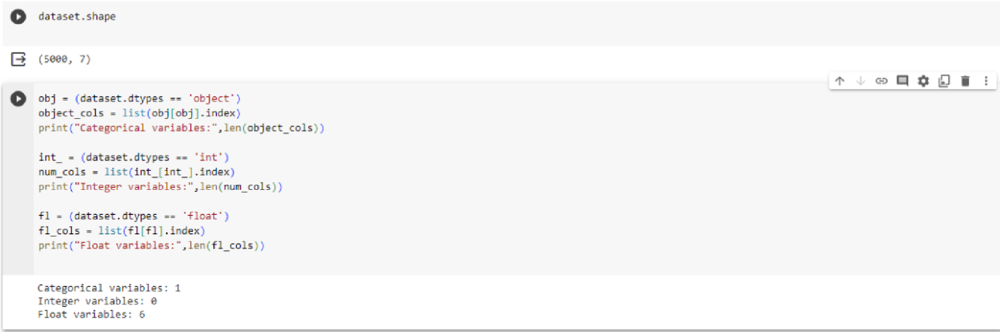 dataset.shape
(5000, 7)
obj = (dataset.dtypes == 'object')
object_cols = list(obj[obj].index)
print("Categorical variables:",len(object_cols))
int_ = (dataset.dtypes == 'int')
num_cols = list(int_[int_].index)
print("Integer variables:",len(num_cols))
fl = (dataset.dtypes == 'float')
fl_cols = list(fl[fl].index)
print("Float variables:",len(fl_cols))
Categorical variables: 1
Integer variables: 0
Float variables: 6